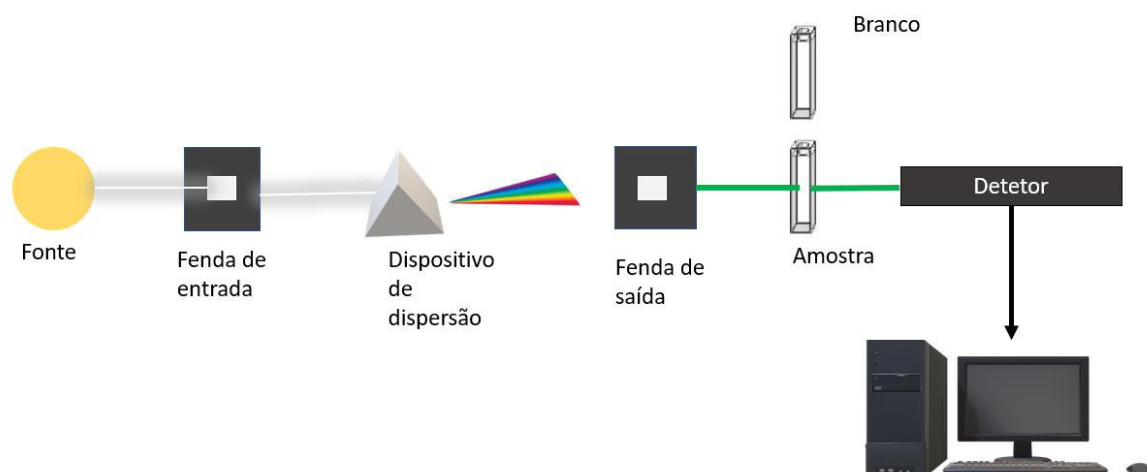 Branco
Fonte
Fenda de
entrada
Dispositivo
de
dispersão
Fenda de
saída
Amostra
Detetor